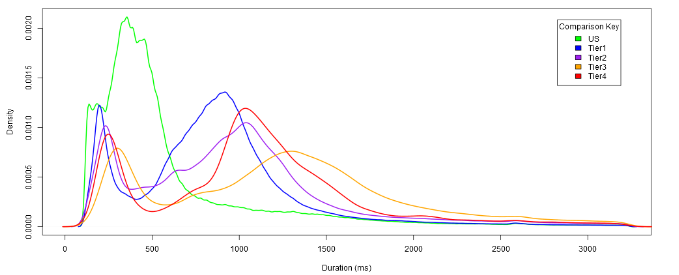 Comparison Key
US
Tier1
Tier2
Tier3
Tier4
Density
0.0020
0.0015
0.0010
0.0005
0.0000
0
500
1000
1500
2000
2500
3000
Duration (ms)